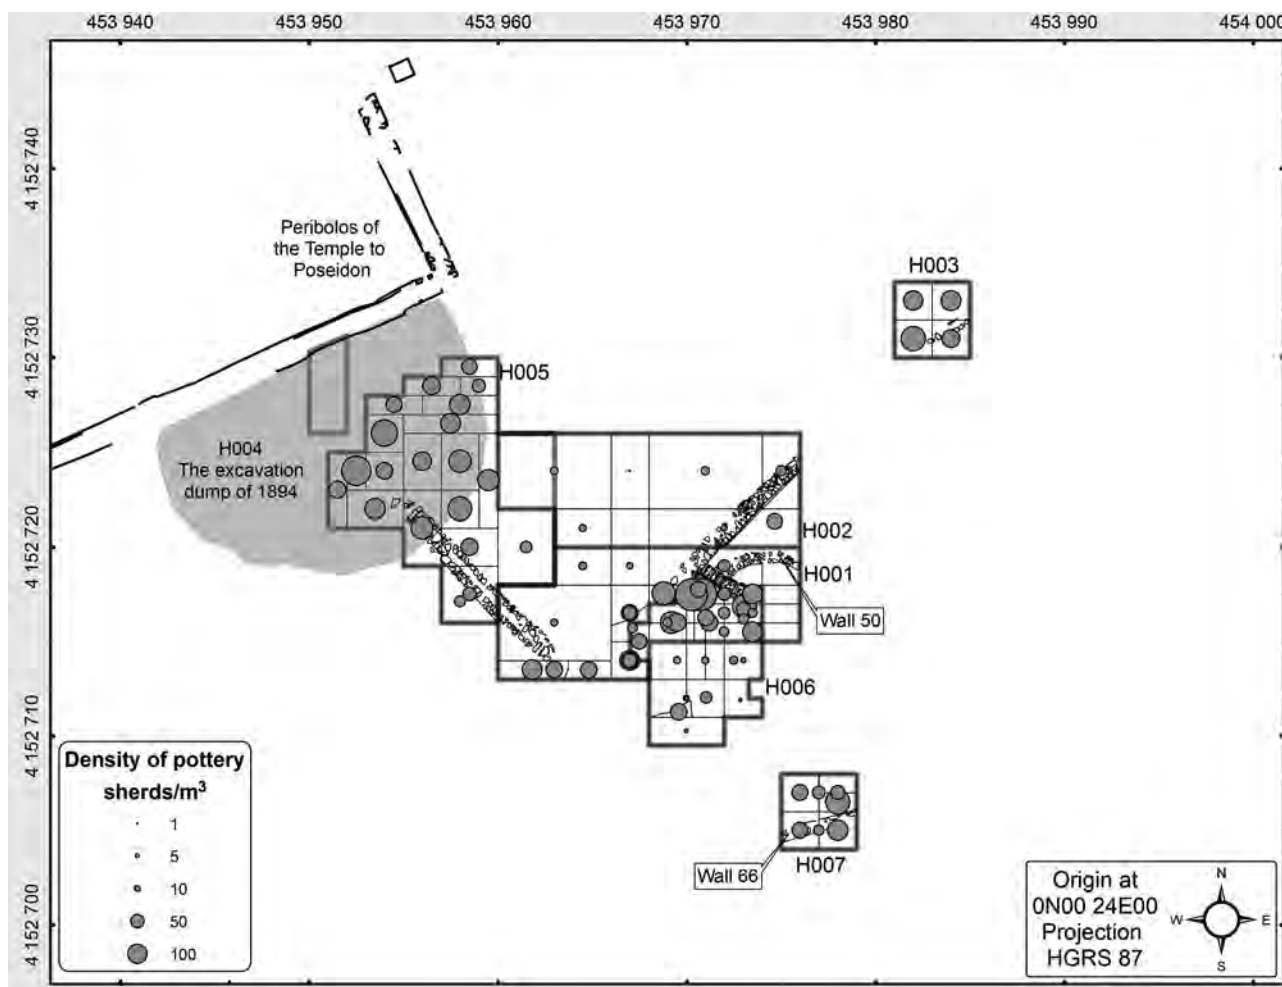 453 940 453 950 453 960 453 970 453 980 453 990 454 000
4 152 740
4 152 730
4 152 720
4 152 710
4 152 700
Peribolos of
the Temple to
Poseidon
H003
H005
H004
The excavation
dump of 1894
H002
H001
Wall 50
H006
Wall 66
H007
Density of pottery
sherds/m³
1
5
10
50
100
Origin at
0N00 24E00
Projection
HGRS 87
N
W E
S